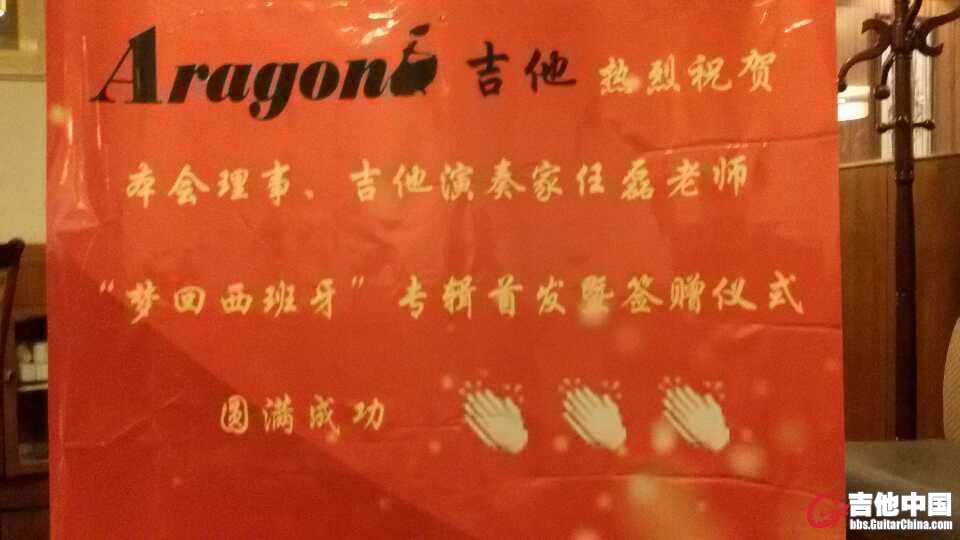 Aragon 吉他 热烈祝贺
本会理事、吉他演奏家任磊老师
“梦回西班牙”专辑首发暨签赠仪式
圆满成功
吉他中国
bbs.GuitarChina.com